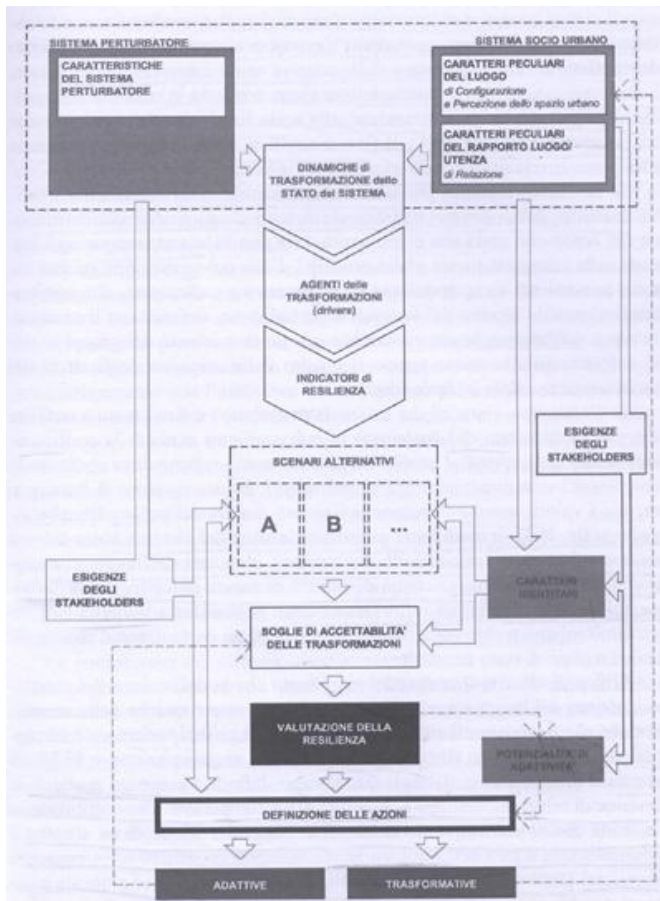 SISTEMA PERTURBATORE
CARATTERISTICHE
DEL SISTEMA
PERTURBATORE
SISTEMA SOCIO URBANO
CARATTERI PECULIARI
DEL LUOGO
di Configurazione
e Percezione dello spazio urbano
CARATTERI PECULIARI
DEL RAPPORTO LUOGO/
UTENZA
di Relazione
DINAMICHE di
TRASFORMAZIONE dello
STATO del SISTEMA
AGENTI delle
TRASFORMAZIONI
(drivers)
INDICATORI di
RESILIENZA
ESIGENZE
DEGLI
STAKEHOLDERS
SCENARI ALTERNATIVI
A
B
...
ESIGENZE
DEGLI
STAKEHOLDERS
CARATTERI
IDENTITARI
SOGLIE DI ACCETTABILITA'
DELLE TRASFORMAZIONI
VALUTAZIONE DELLA
RESILIENZA
POTENZIALITA' DI
ADATTIVITA'
DEFINIZIONE DELLE AZIONI
ADATTIVE
TRASFORMATIVE